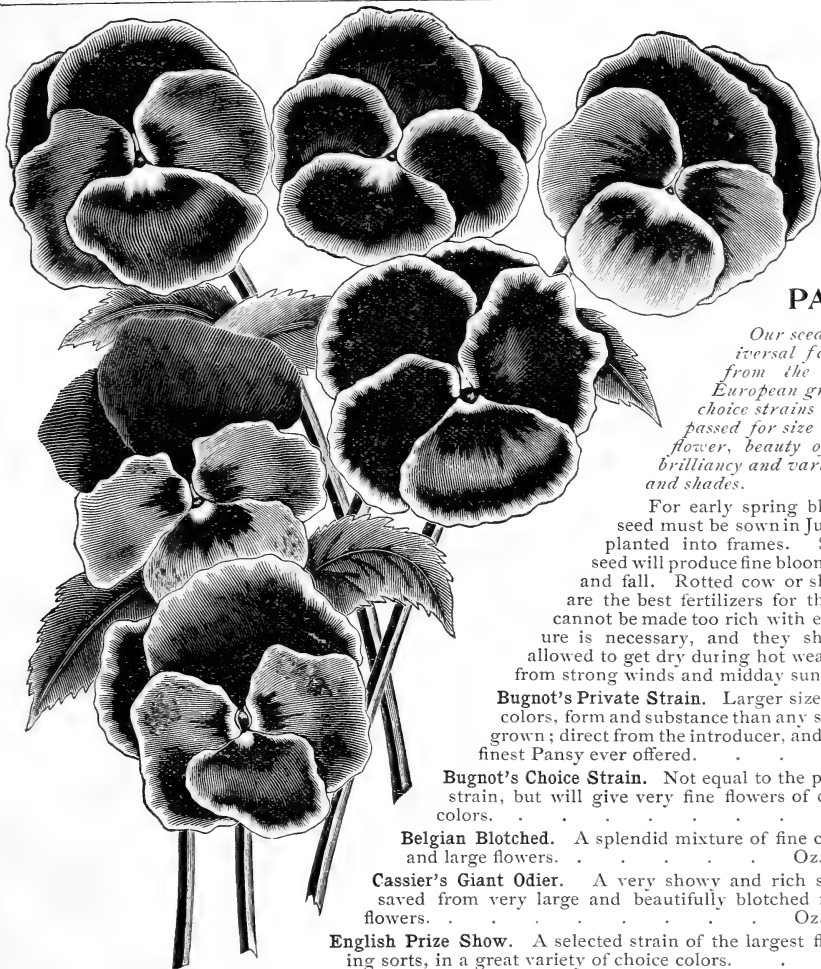 PA
Our seed
iversal fa
from the
European gr
choice strains
passed for size
flower, beauty o
brilliancy and var
and shades.
For early spring bl
seed must be sown in Ju
planted into frames. S
seed will produce fine bloon
and fall. Rotted cow or sh
are the best fertilizers for th
cannot be made too rich with e
ure is necessary, and they sh
allowed to get dry during hot wea
from strong winds and midday sun
Bugnot's Private Strain. Larger size
colors, form and substance than any s
grown; direct from the introducer, and
finest Pansy ever offered. . .
Bugnot's Choice Strain. Not equal to the p
strain, but will give very fine flowers of c
colors. . . . . . . .
Belgian Blotched. A splendid mixture of fine c
and large flowers. . . . . . Oz.
Cassier's Giant Odier. A very showy and rich s
saved from very large and beautifully blotched f
flowers. . . . . . . . . Oz.
English Prize Show. A selected strain of the largest fl
ing sorts, in a great variety of choice colors. .